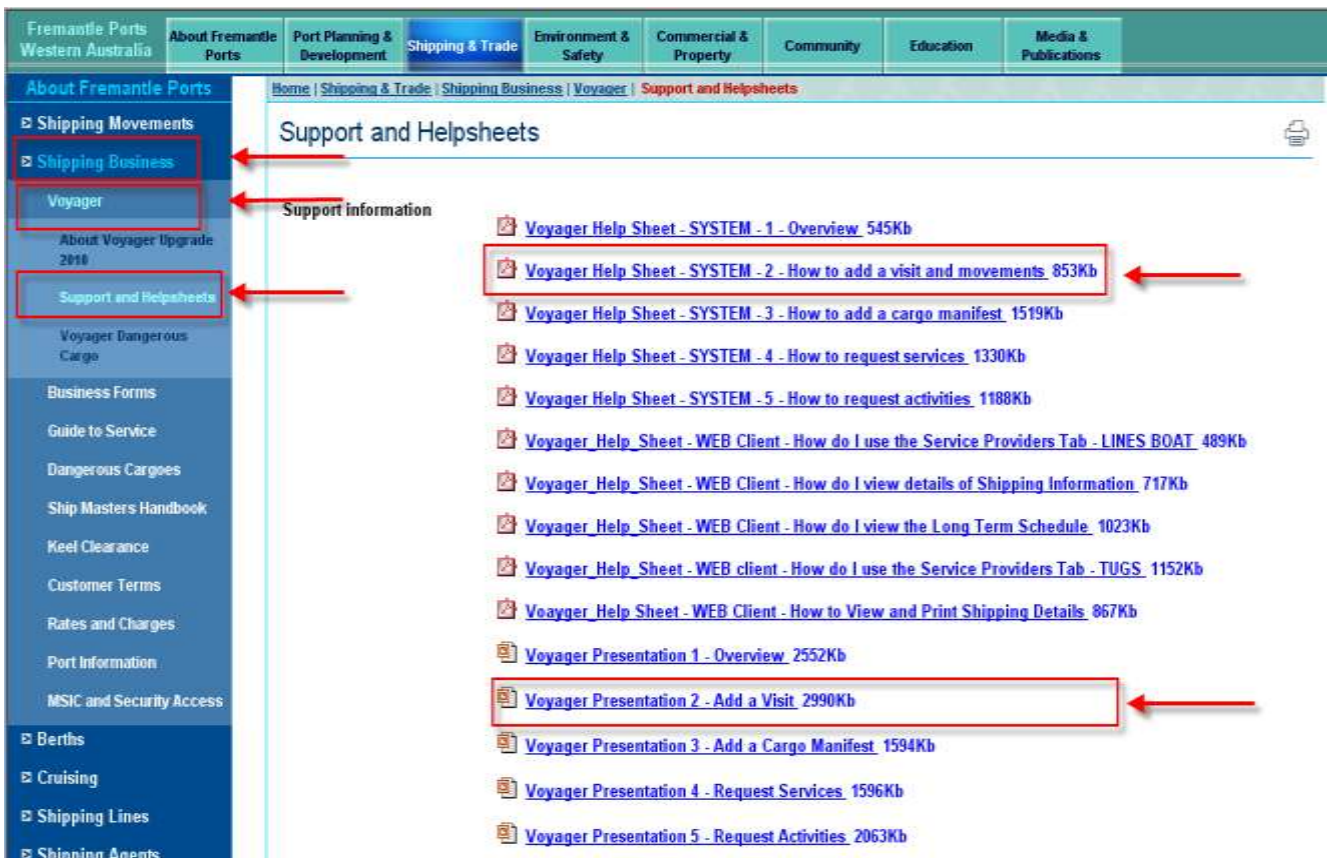 Fremantle Ports
Western Australia
About Fremantle
Ports
Port Planning &
Development
Shipping & Trade
Environment &
Safety
Commercial &
Property
Community
Education
Media &
Publications
About Fremantle Ports
Shipping Movements
Shipping Business
Voyager
About Voyager Upgrade
2010
Support and Helpsheets
Voyager Dangerous
Cargo
Business Forms
Guide to Service
Dangerous Cargoes
Ship Masters Handbook
Keel Clearance
Customer Terms
Rates and Charges
Port Information
MSIC and Security Access
Berths
Cruising
Shipping Lines
Shipping Agents
Home | Shipping & Trade | Shipping Business | Voyager | Support and Helpsheets
Support and Helpsheets
Support information
Voyager Help Sheet - SYSTEM - 1 - Overview 545Kb
Voyager Help Sheet - SYSTEM - 2 - How to add a visit and movements 853Kb
Voyager Help Sheet - SYSTEM - 3 - How to add a cargo manifest 1519Kb
Voyager Help Sheet - SYSTEM - 4 - How to request services 1330Kb
Voyager Help Sheet - SYSTEM - 5 - How to request activities 1188Kb
Voyager_Help_Sheet - WEB Client - How do I use the Service Providers Tab - LINES BOAT 489Kb
Voyager_Help_Sheet - WEB Client - How do I view details of Shipping Information 717Kb
Voyager_Help_Sheet - WEB Client - How do I view the Long Term Schedule 1023Kb
Voyager_Help_Sheet - WEB client - How do I use the Service Providers Tab - TUGS 1152Kb
Voayger_Help Sheet - WEB Client - How to View and Print Shipping Details 867Kb
Voyager Presentation 1 - Overview 2552Kb
Voyager Presentation 2 - Add a Visit 2990Kb
Voyager Presentation 3 - Add a Cargo Manifest 1594Kb
Voyager Presentation 4 - Request Services 1596Kb
Voyager Presentation 5 - Request Activities 2063Kb